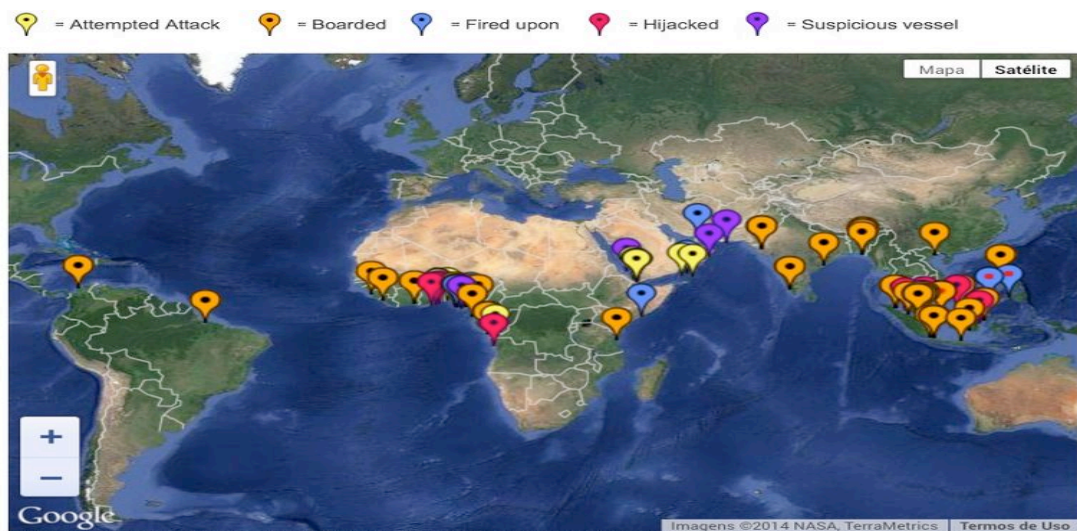 = Attempted Attack = Boarded = Fired upon = Hijacked = Suspicious vessel
Mapa Satélite
+
−
Google
Imagens ©2014 NASA, TerraMetrics Termos de Uso